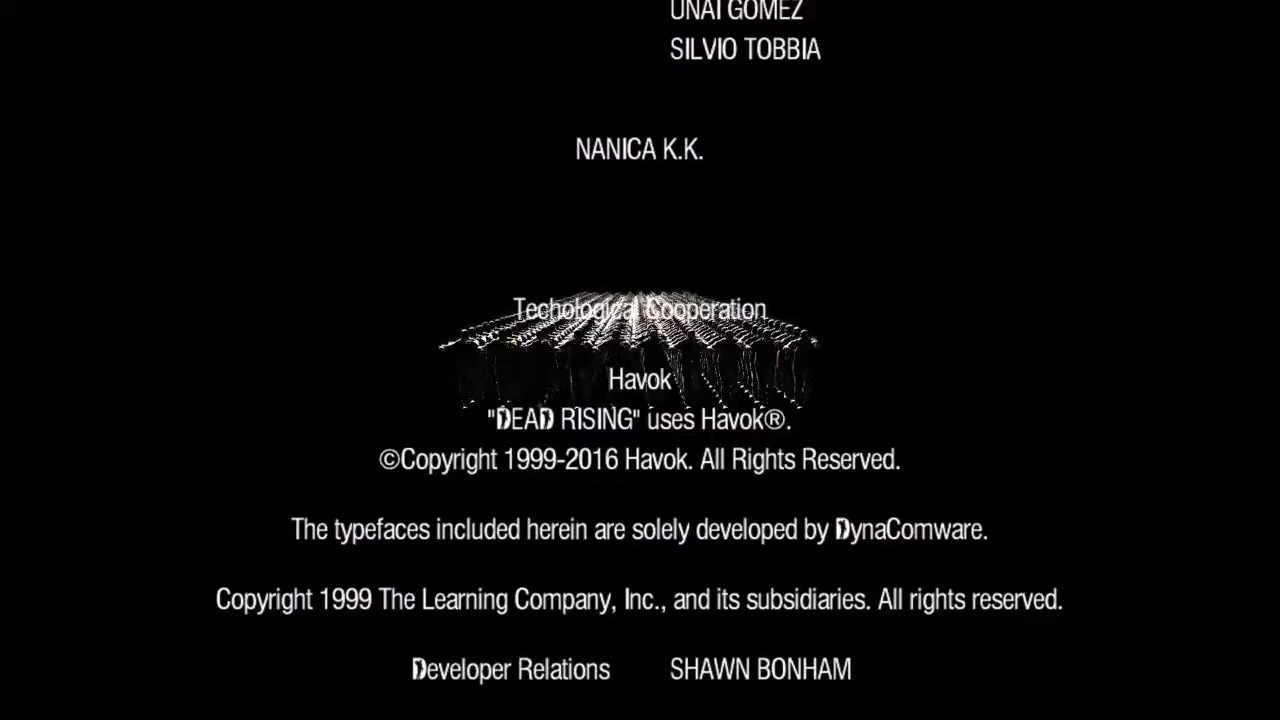 UNAI GOMEZ
SILVIO TOBBIA
NANICA K.K.
Techological Cooperation
Havok
"DEAD RISING" uses Havok®.
©Copyright 1999-2016 Havok. All Rights Reserved.
The typefaces included herein are solely developed by DynaComware.
Copyright 1999 The Learning Company, Inc., and its subsidiaries. All rights reserved.
Developer Relations SHAWN BONHAM